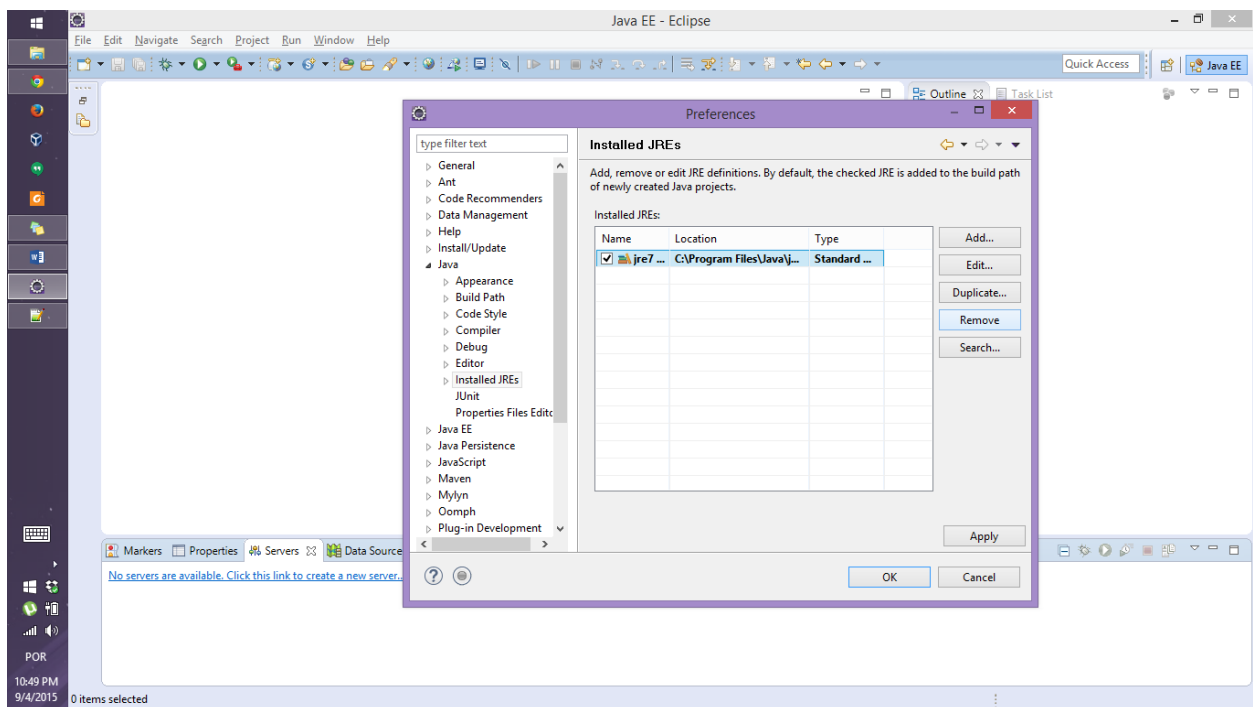 Java EE - Eclipse
File Edit Navigate Search Project Run Window Help
Quick Access
Java EE
Outline
Task List
Preferences
type filter text
General
Ant
Code Recommenders
Data Management
Help
Install/Update
Java
Appearance
Build Path
Code Style
Compiler
Debug
Editor
Installed JREs
JUnit
Properties Files Edito
Java EE
Java Persistence
JavaScript
Maven
Mylyn
Oomph
Plug-in Development
Installed JREs
Add, remove or edit JRE definitions. By default, the checked JRE is added to the build path
of newly created Java projects.
Installed JREs:
Name Location Type
jre7 ... C:\Program Files\Java\j... Standard ...
Add...
Edit...
Duplicate...
Remove
Search...
Apply
OK
Cancel
Markers Properties Servers Data Source
No servers are available. Click this link to create a new server..
POR
10:49 PM
9/4/2015
0 items selected